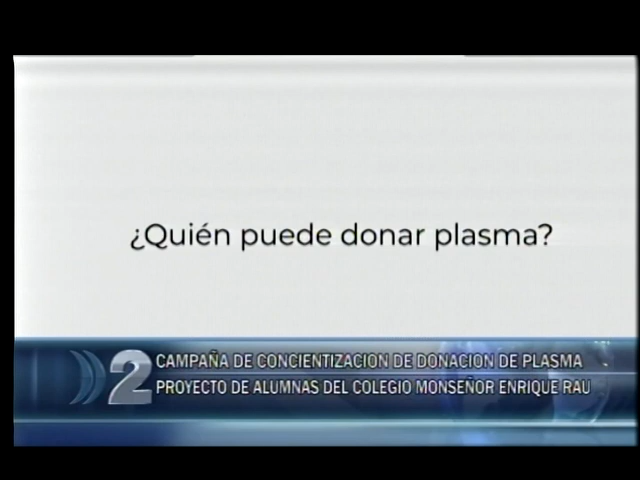 ¿Quién puede donar plasma?
2
CAMPAÑA DE CONCIENTIZACION DE DONACION DE PLASMA
PROYECTO DE ALUMNAS DEL COLEGIO MONSEÑOR ENRIQUE RAU